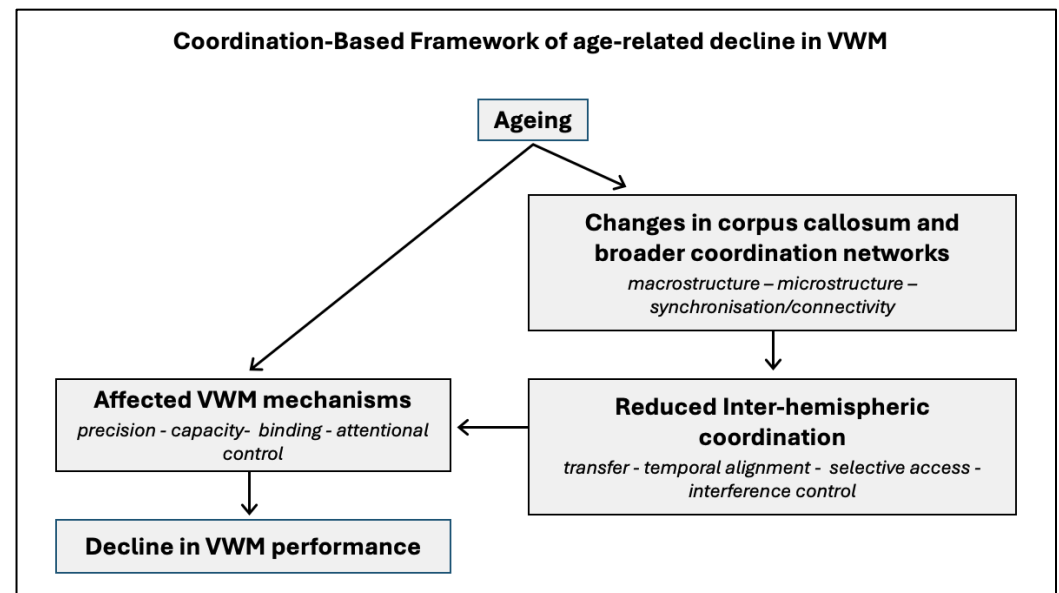 Coordination-Based Framework of age-related decline in VWM
Ageing
Changes in corpus callosum and
broader coordination networks
macrostructure – microstructure –
synchronisation/connectivity
Affected VWM mechanisms
precision - capacity- binding - attentional
control
Reduced Inter-hemispheric
coordination
transfer - temporal alignment - selective access -
interference control
Decline in VWM performance